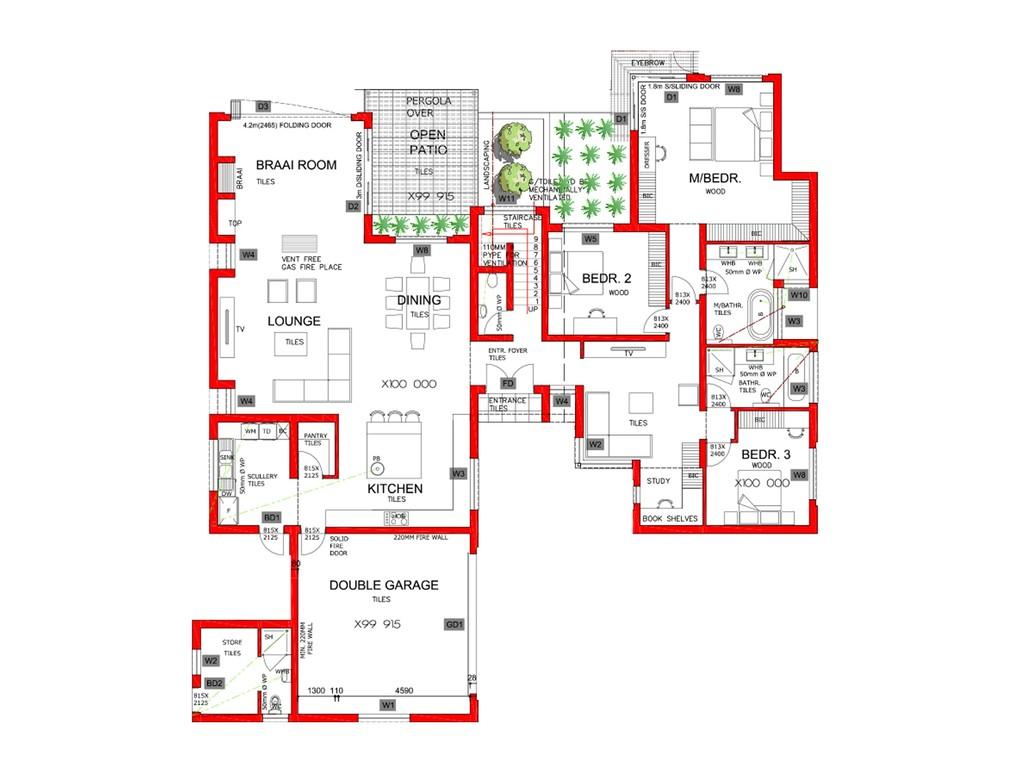 EYEBROW
1.8m S/SLIDING DOOR
D1
W8
1.8m S/S DOOR
D1
DRESSER
M/BEDR.
WOOD
BIC
BIC
D3
4.2m(2465) FOLDING DOOR
PERGOLA
OVER
OPEN
PATIO
TILES
X99 915
BRAAI ROOM
TILES
BRAAI
3m D/SLIDING DOOR
D2
TOP
LANDSCAPING
G/TOILET TO BE
MECHANICALLY
VENTILATED
W11
STAIRCASE
TILES
110MM
PYPE FOR
VENTILATION
9
8
7
6
5
4
3
2
1
UP
W4
VENT FREE
GAS FIRE PLACE
W8
W5
BEDR. 2
WOOD
BIC
WHB
WHB
50mm Ø WP
SH
813X
2400
813X
2400
W10
M/BATHR.
TILES
B
W3
WC
DINING
TILES
50mm Ø WP
LOUNGE
TILES
TV
813X
2400
TV
ENTR. FOYER
TILES
FD
ENTRANCE
TILES
W4
SH
WHB
50mm Ø WP
BATHR.
TILES
B
W3
WC
813X
2400
W4
X100 000
TILES
W2
BIC
813X
2400
BEDR. 3
WOOD
X100 000
W8
WM
TD
BC
PANTRY
TILES
SINK
50mm Ø WP
SCULLERY
TILES
DW
F
815X
2125
PB
KITCHEN
TILES
W3
HOB
STUDY
BIC
BOOK SHELVES
BD1
815X
2125
815X
2125
SOLID
FIRE
DOOR
220MM FIRE WALL
60
DOUBLE GARAGE
TILES
X99 915
GD1
MIN. 220MM
FIRE WALL
STORE
TILES
SH
W2
BD2
WHB
50mm Ø WP
815X
2125
1300
110
4590
28
W1